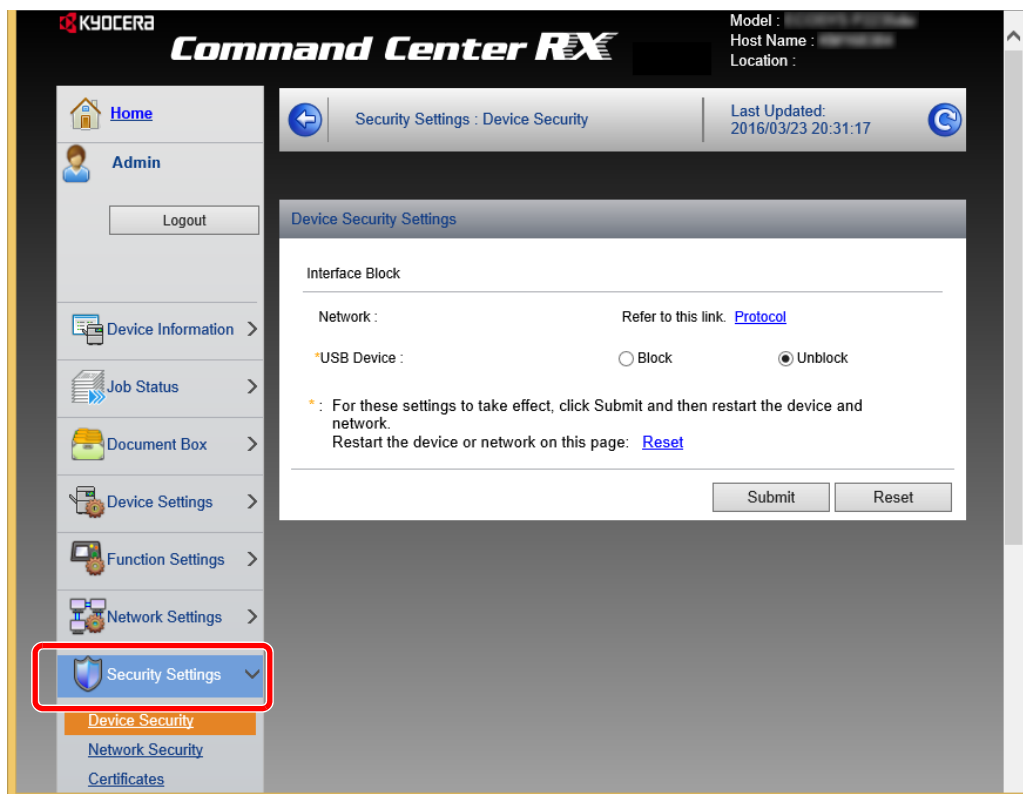 KYOCERA
Command Center RX
Model :
Host Name :
Location :
Home
Admin
Logout
Security Settings : Device Security
Last Updated:
2016/03/23 20:31:17
Device Security Settings
Interface Block
Network :
Refer to this link. Protocol
*USB Device :
Block
Unblock
* : For these settings to take effect, click Submit and then restart the device and
network.
Restart the device or network on this page: Reset
Submit
Reset
Device Information
Job Status
Document Box
Device Settings
Function Settings
Network Settings
Security Settings
Device Security
Network Security
Certificates